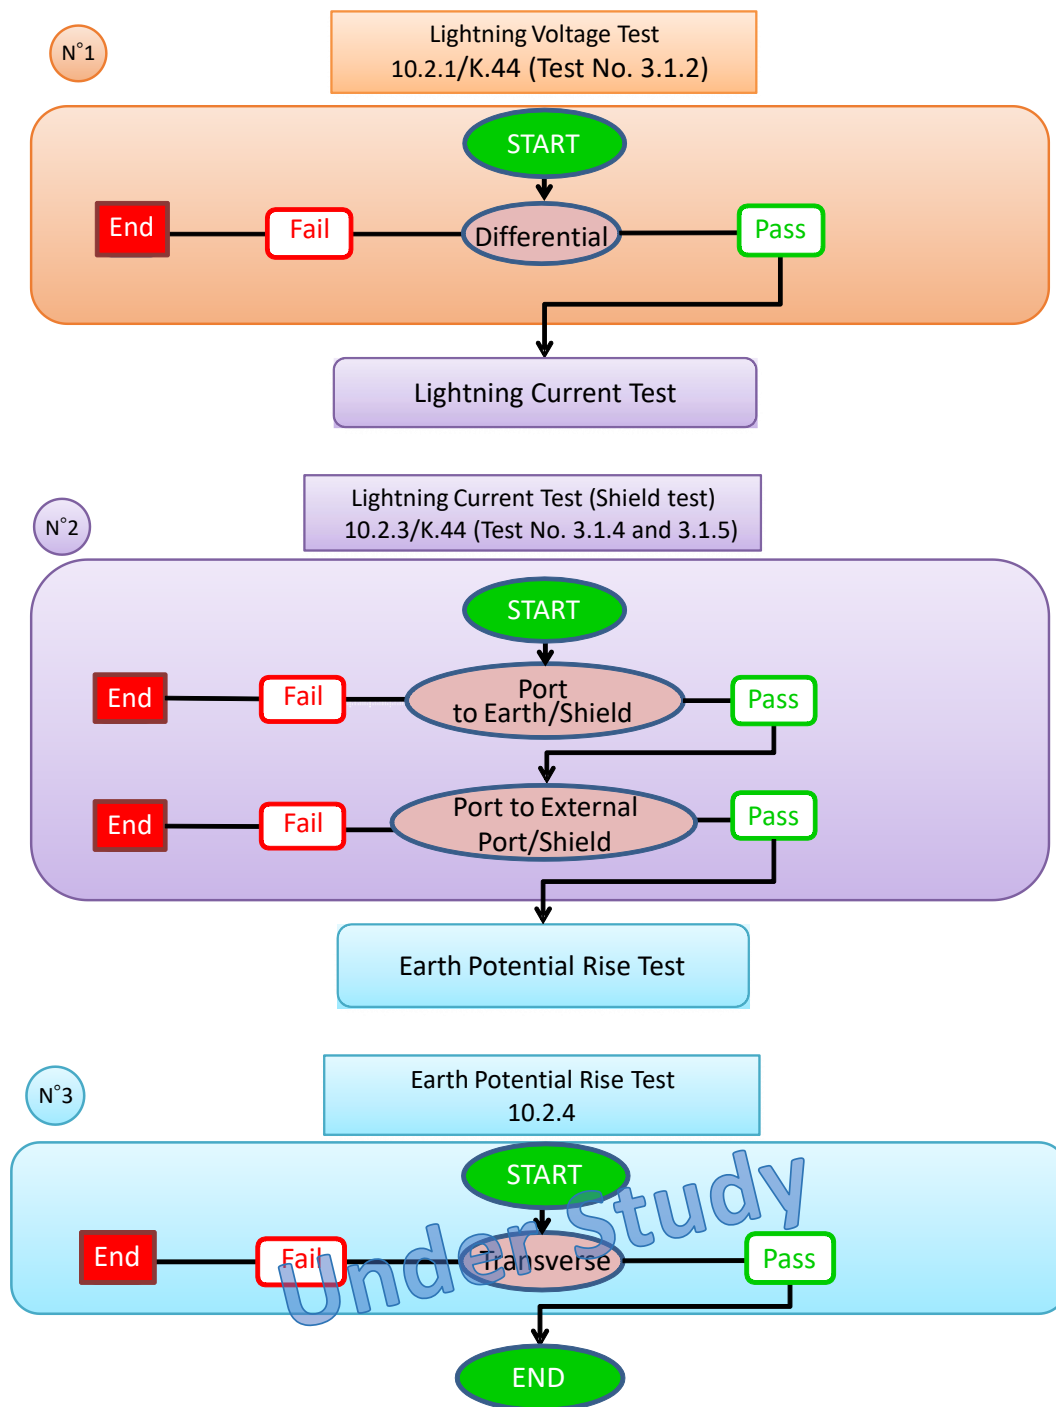 N°1
Lightning Voltage Test
10.2.1/K.44 (Test No. 3.1.2)
START
End
Fail
Differential
Pass
Lightning Current Test
N°2
Lightning Current Test (Shield test)
10.2.3/K.44 (Test No. 3.1.4 and 3.1.5)
START
End
Fail
Port
to Earth/Shield
Pass
End
Fail
Port to External
Port/Shield
Pass
Earth Potential Rise Test
N°3
Earth Potential Rise Test
10.2.4
START
End
Fail
Transverse
Pass
Under Study
END